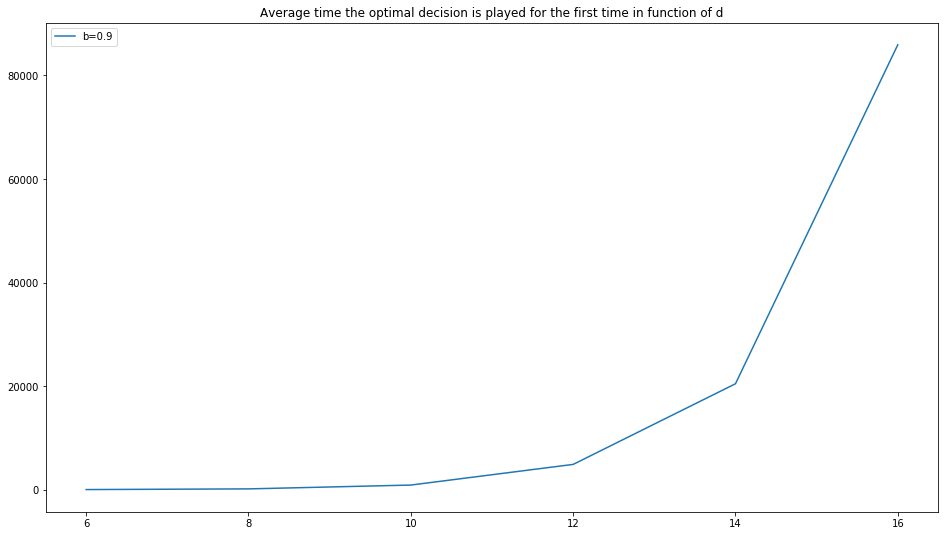 Average time the optimal decision is played for the first time in function of d
b=0.9
80000
60000
40000
20000
0
6 8 10 12 14 16